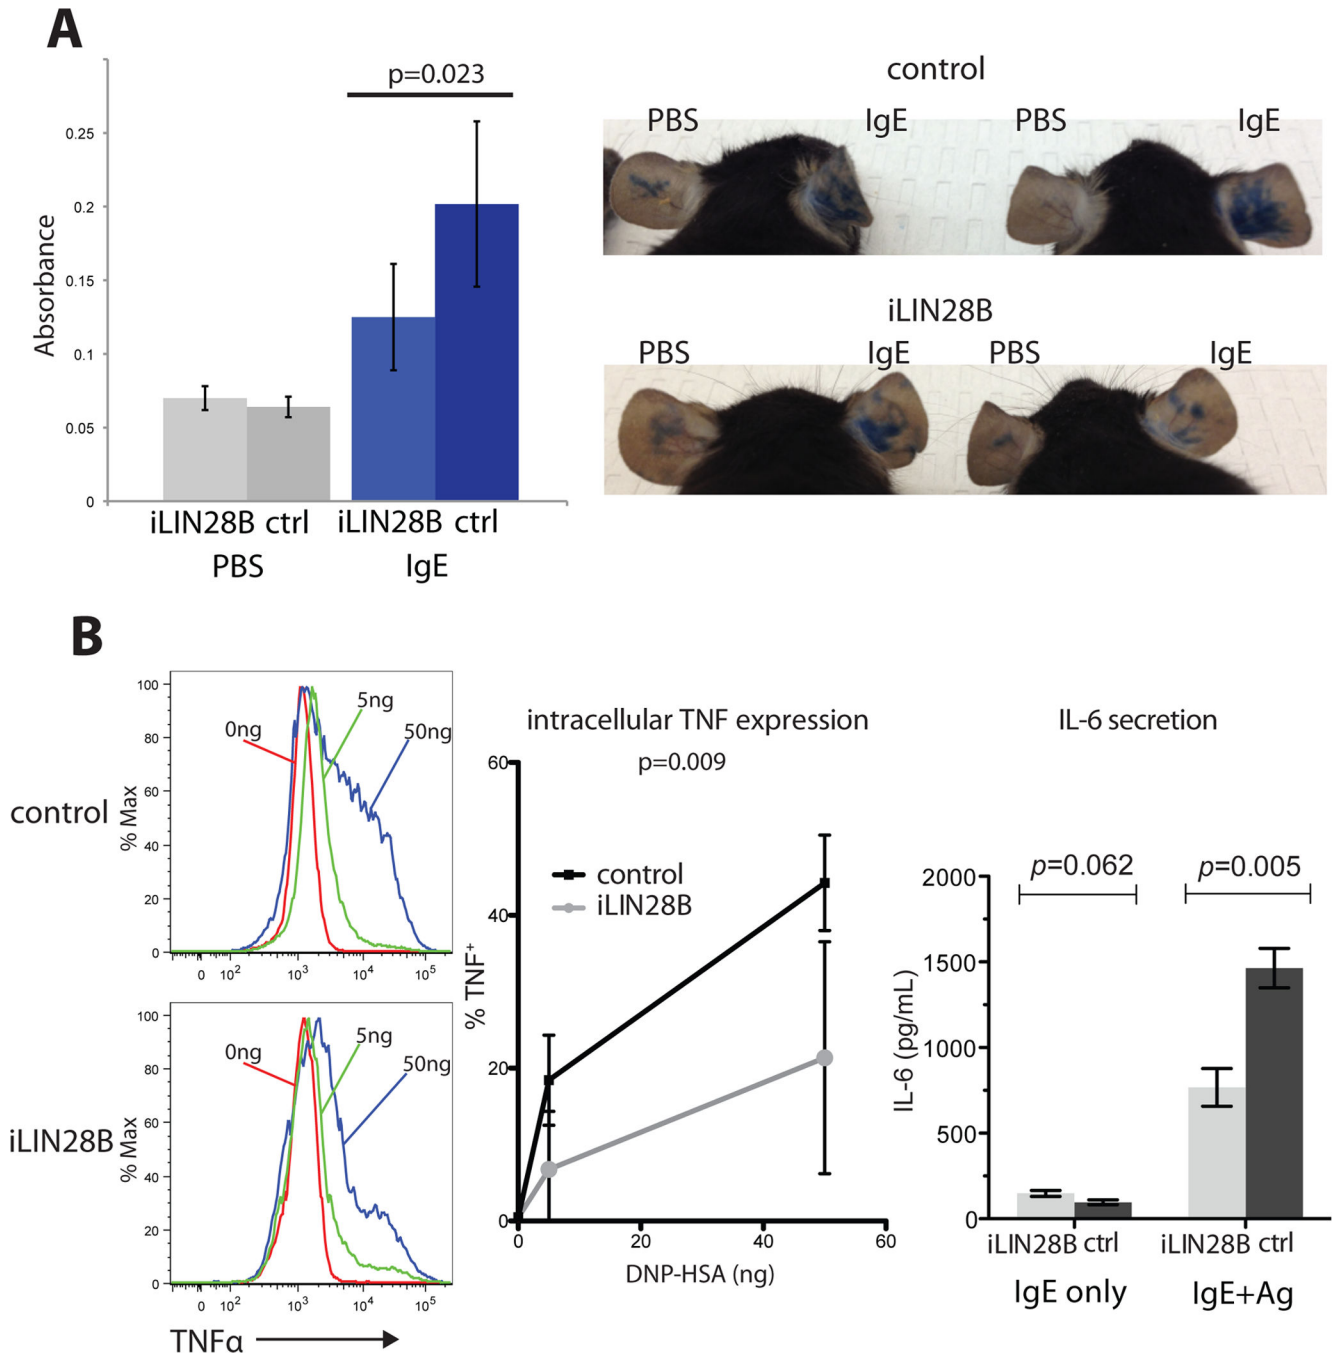 A
p=0.023
0.25
0.2
0.15
0.1
0.05
0
Absorbance
iLIN28B ctrl iLIN28B ctrl
PBS IgE
control
PBS IgE PBS IgE
iLIN28B
PBS IgE PBS IgE
B
control
% Max
100
80
60
40
20
0
0ng
5ng
50ng
0 10² 10³ 10⁴ 10⁵
iLIN28B
% Max
100
80
60
40
20
0
0ng
5ng
50ng
0 10² 10³ 10⁴ 10⁵
TNFα
intracellular TNF expression
p=0.009
control
iLIN28B
% TNF⁺
60
40
20
0
0 20 40 60
DNP-HSA (ng)
IL-6 secretion
p=0.062 p=0.005
IL-6 (pg/mL)
2000
1500
1000
500
0
iLIN28B ctrl iLIN28B ctrl
IgE only IgE+Ag